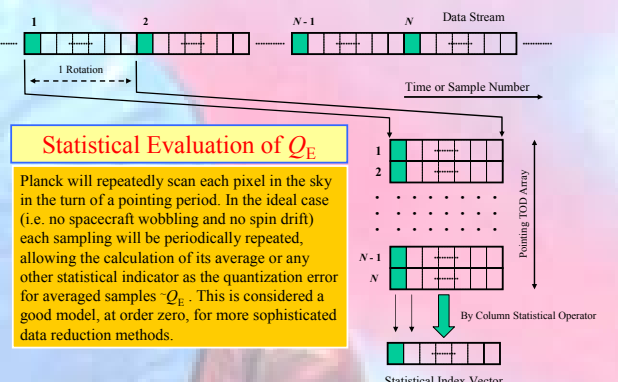 1 2 N - 1 N Data Stream
1 Rotation
Time or Sample Number
Statistical Evaluation of QE
Planck will repeatedly scan each pixel in the sky
in the turn of a pointing period. In the ideal case
(i.e. no spacecraft wobbling and no spin drift)
each sampling will be periodically repeated,
allowing the calculation of its average or any
other statistical indicator as the quantization error
for averaged samples ~QE . This is considered a
good model, at order zero, for more sophisticated
data reduction methods.
1
2
N - 1
N
Pointing TOD Array
By Column Statistical Operator
Statistical Index Vector